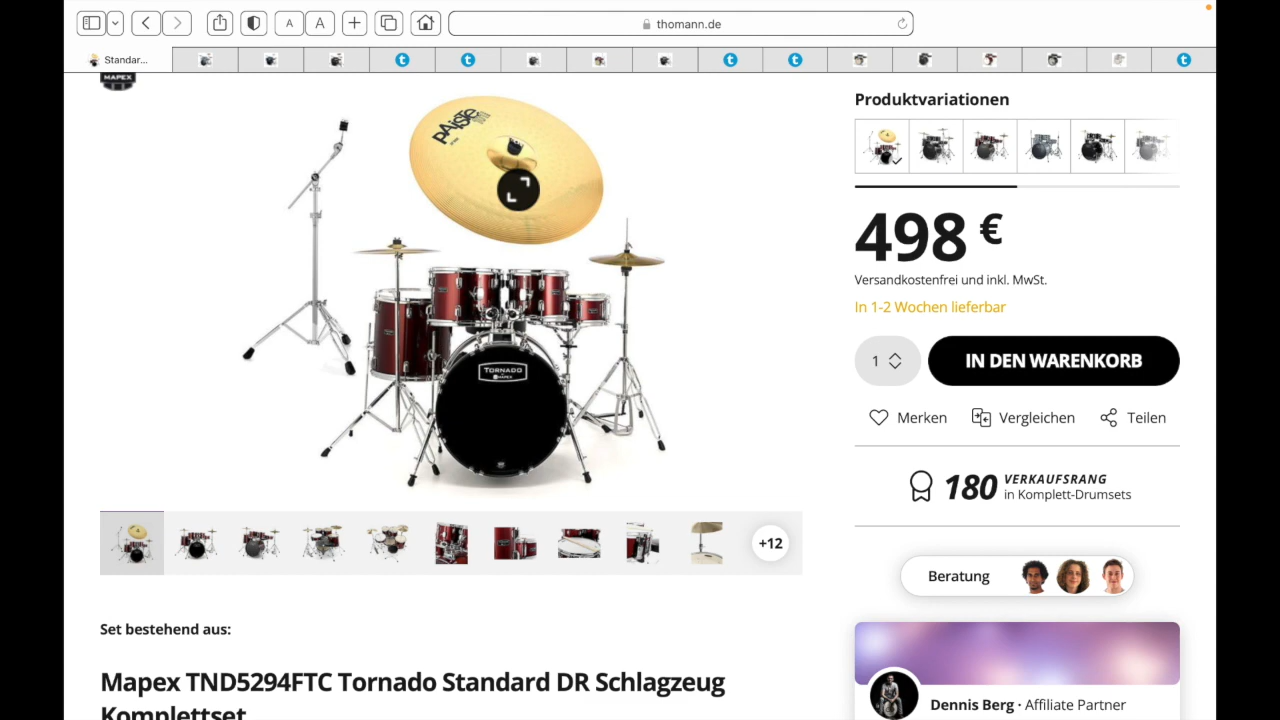 A A
thomann.de
Standar...
MAPEX
PAiSTe
101
TORNADO
MAPEX
+12
Set bestehend aus:
Mapex TND5294FTC Tornado Standard DR Schlagzeug
Komplettset
Produktvariationen
498 €
Versandkostenfrei und inkl. MwSt.
In 1-2 Wochen lieferbar
1
IN DEN WARENKORB
Merken Vergleichen Teilen
180 VERKAUFSRANG
in Komplett-Drumsets
Beratung
Dennis Berg · Affiliate Partner